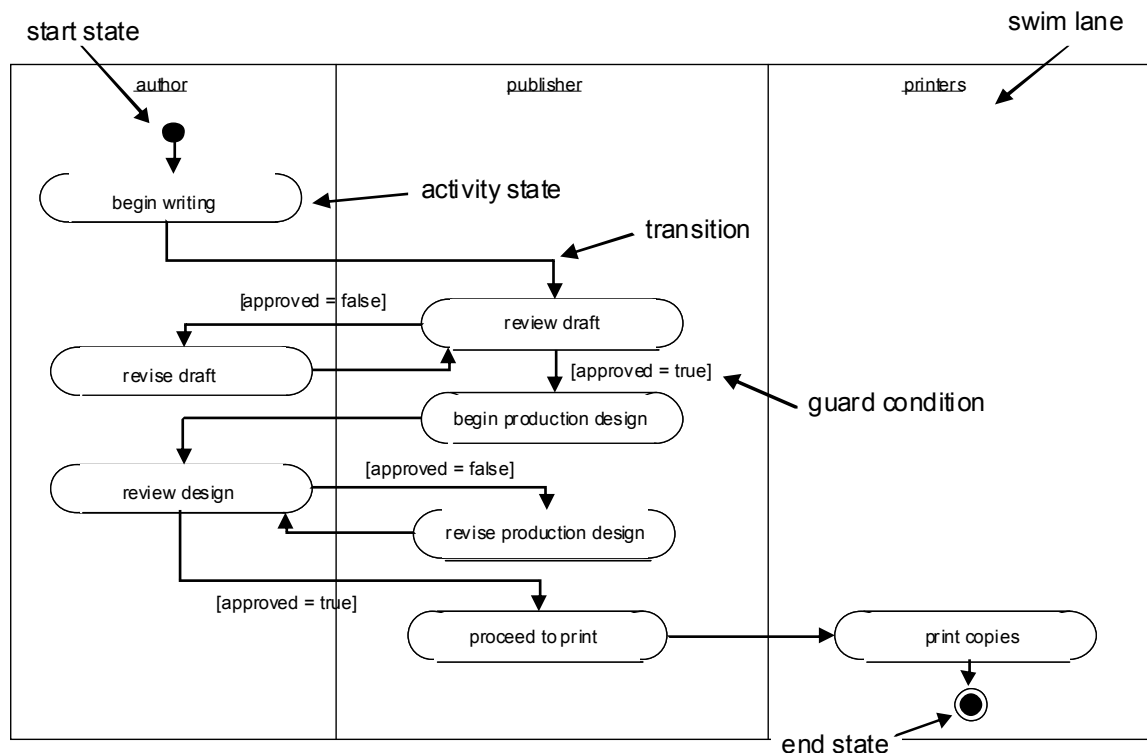 start state
swim lane
author
publisher
printers
begin writing
activity state
transition
[approved = false]
review draft
revise draft
[approved = true]
guard condition
begin production design
[approved = false]
review design
revise production design
[approved = true]
proceed to print
print copies
end state